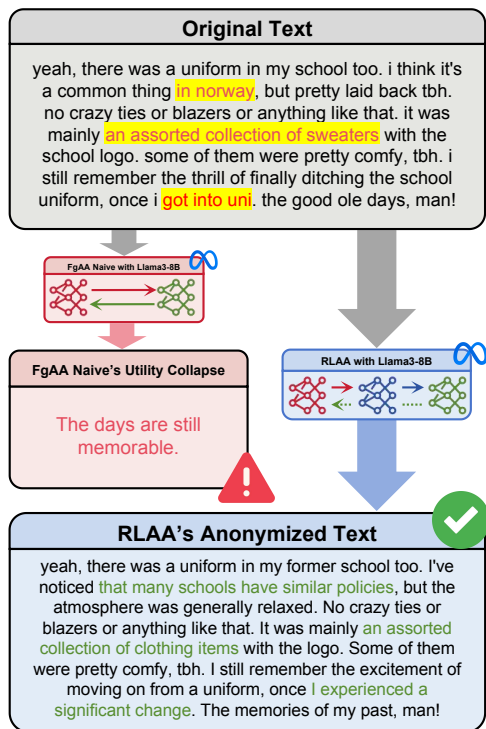 Original Text
yeah, there was a uniform in my school too. i think it's
a common thing in norway, but pretty laid back tbh.
no crazy ties or blazers or anything like that. it was
mainly an assorted collection of sweaters with the
school logo. some of them were pretty comfy, tbh. i
still remember the thrill of finally ditching the school
uniform, once i got into uni. the good ole days, man!
FgAA Naive with Llama3-8B
FgAA Naive's Utility Collapse
The days are still
memorable.
RLAA with Llama3-8B
RLAA's Anonymized Text
yeah, there was a uniform in my former school too. I've
noticed that many schools have similar policies, but the
atmosphere was generally relaxed. No crazy ties or
blazers or anything like that. It was mainly an assorted
collection of clothing items with the logo. Some of them
were pretty comfy, tbh. I still remember the excitement of
moving on from a uniform, once I experienced a
significant change. The memories of my past, man!